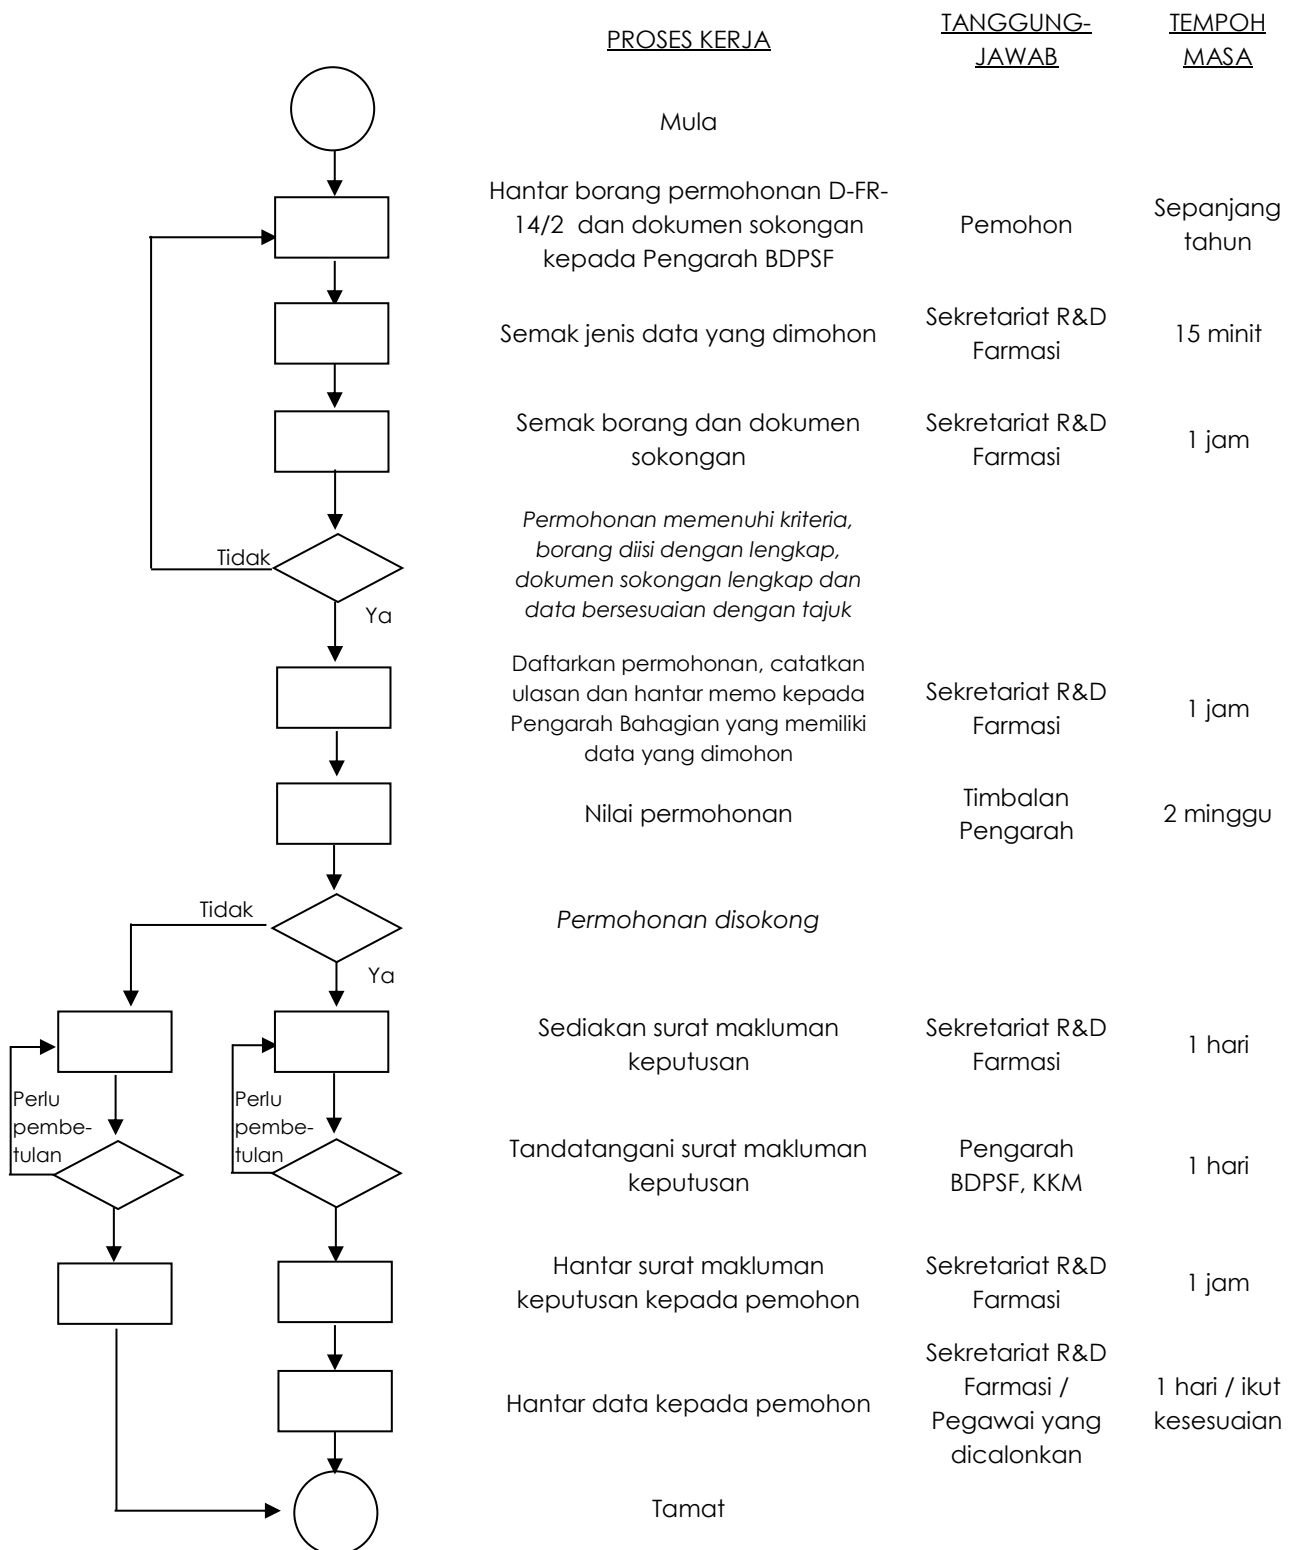 PROSES KERJA
TANGGUNG-
JAWAB
TEMPOH
MASA
Mula
Hantar borang permohonan D-FR-
14/2 dan dokumen sokongan
kepada Pengarah BDPSF
Pemohon
Sepanjang
tahun
Semak jenis data yang dimohon
Sekretariat R&D
Farmasi
15 minit
Semak borang dan dokumen
sokongan
Sekretariat R&D
Farmasi
1 jam
Tidak
Permohonan memenuhi kriteria,
borang diisi dengan lengkap,
dokumen sokongan lengkap dan
data bersesuaian dengan tajuk
Ya
Daftarkan permohonan, catatkan
ulasan dan hantar memo kepada
Pengarah Bahagian yang memiliki
data yang dimohon
Sekretariat R&D
Farmasi
1 jam
Nilai permohonan
Timbalan
Pengarah
2 minggu
Tidak
Permohonan disokong
Ya
Sediakan surat makluman
keputusan
Sekretariat R&D
Farmasi
1 hari
Perlu
pembe-
tulan
Perlu
pembe-
tulan
Tandatangani surat makluman
keputusan
Pengarah
BDPSF, KKM
1 hari
Hantar surat makluman
keputusan kepada pemohon
Sekretariat R&D
Farmasi
1 jam
Hantar data kepada pemohon
Sekretariat R&D
Farmasi /
Pegawai yang
dicalonkan
1 hari / ikut
kesesuaian
Tamat